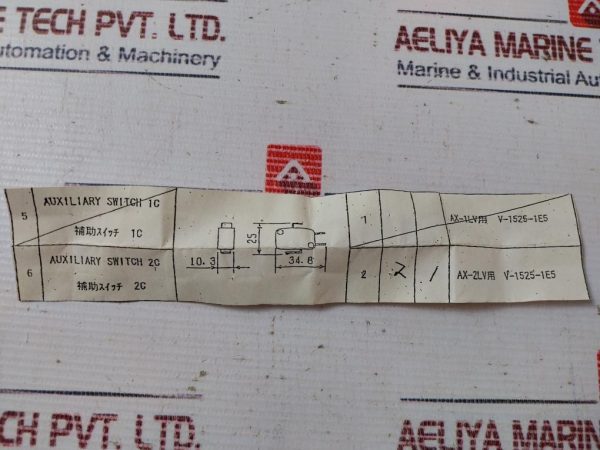 E TECH PVT. LTD.
Automation & Machinery
AELIYA MARINE
Marine & Industrial Au
5 AUXILIARY SWITCH 1C 1 AX-1LV用 V-1525-1E5
補助スイッチ 1C
6 AUXILIARY SWITCH 2C 10.3 25 34.8 2 2 / AX-2LV用 V-1525-1E5
補助スイッチ 2C
CH PVT. LTD.
AELIYA MARINE